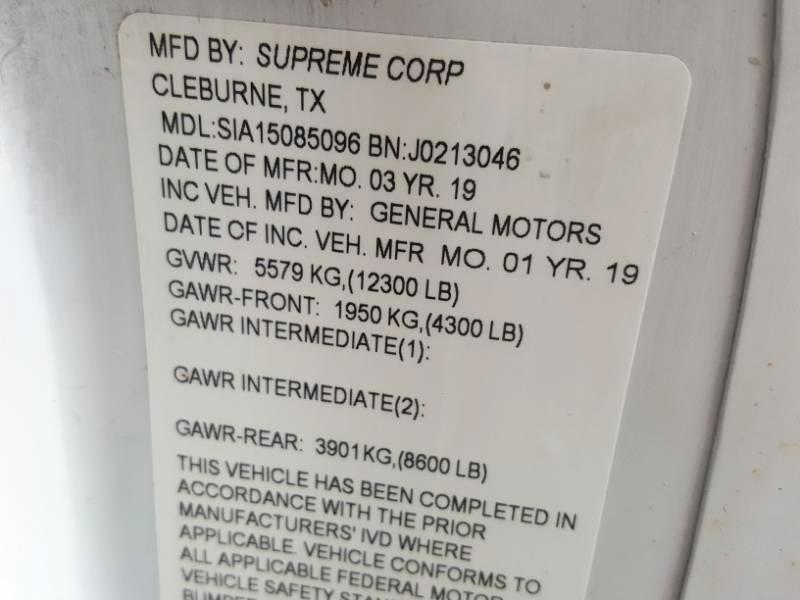 MFD BY: SUPREME CORP
CLEBURNE, TX
MDL:SIA15085096 BN:J0213046
DATE OF MFR:MO. 03 YR. 19
INC VEH. MFD BY: GENERAL MOTORS
DATE OF INC. VEH. MFR MO. 01 YR. 19
GVWR: 5579 KG,(12300 LB)
GAWR-FRONT: 1950 KG,(4300 LB)
GAWR INTERMEDIATE(1):
GAWR INTERMEDIATE(2):
GAWR-REAR: 3901KG,(8600 LB)
THIS VEHICLE HAS BEEN COMPLETED IN
ACCORDANCE WITH THE PRIOR
MANUFACTURERS' IVD WHERE
APPLICABLE. VEHICLE CONFORMS TO
ALL APPLICABLE FEDERAL MOTOR
VEHICLE SAFETY